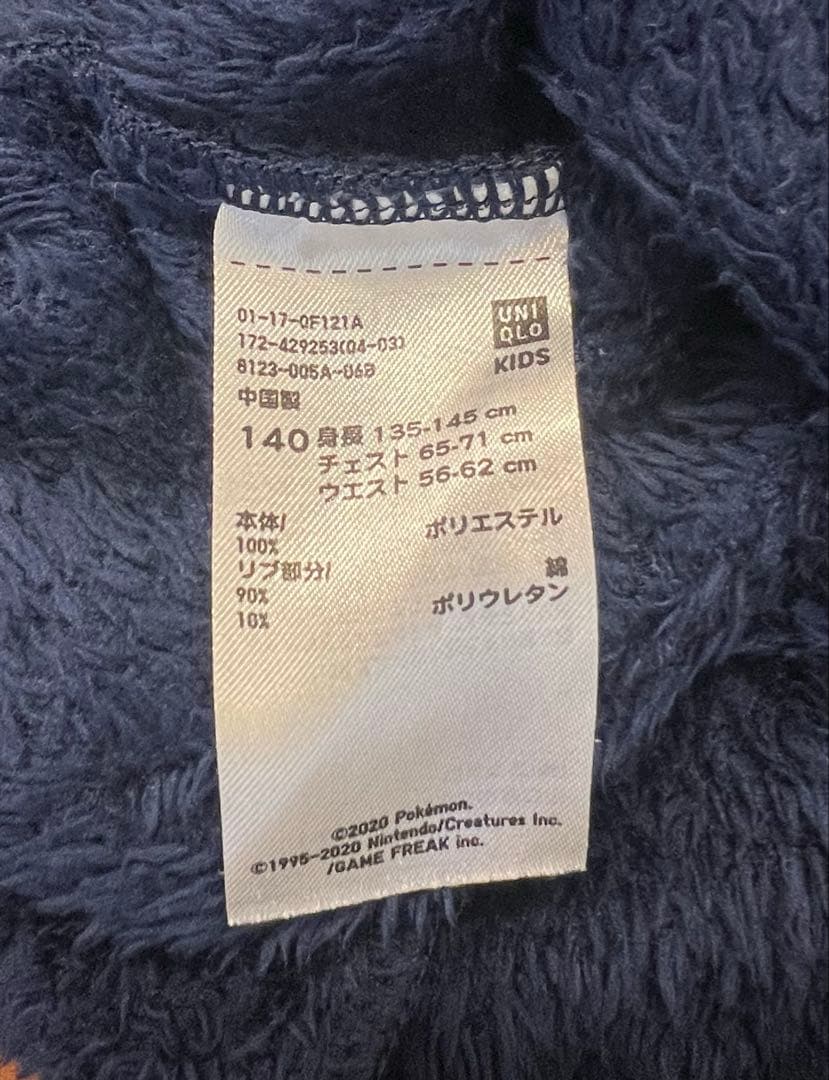 01-17-0F121A
172-429253(04-03)
8123-005A-06B
中国製
UNI
QLO
KIDS
140 身長 135-145 cm
チェスト 65-71 cm
ウエスト 56-62 cm
本体/
100% ポリエステル
リブ部分/
90% 綿
10% ポリウレタン
©2020 Pokémon.
©1995-2020 Nintendo/Creatures Inc.
/GAME FREAK inc.